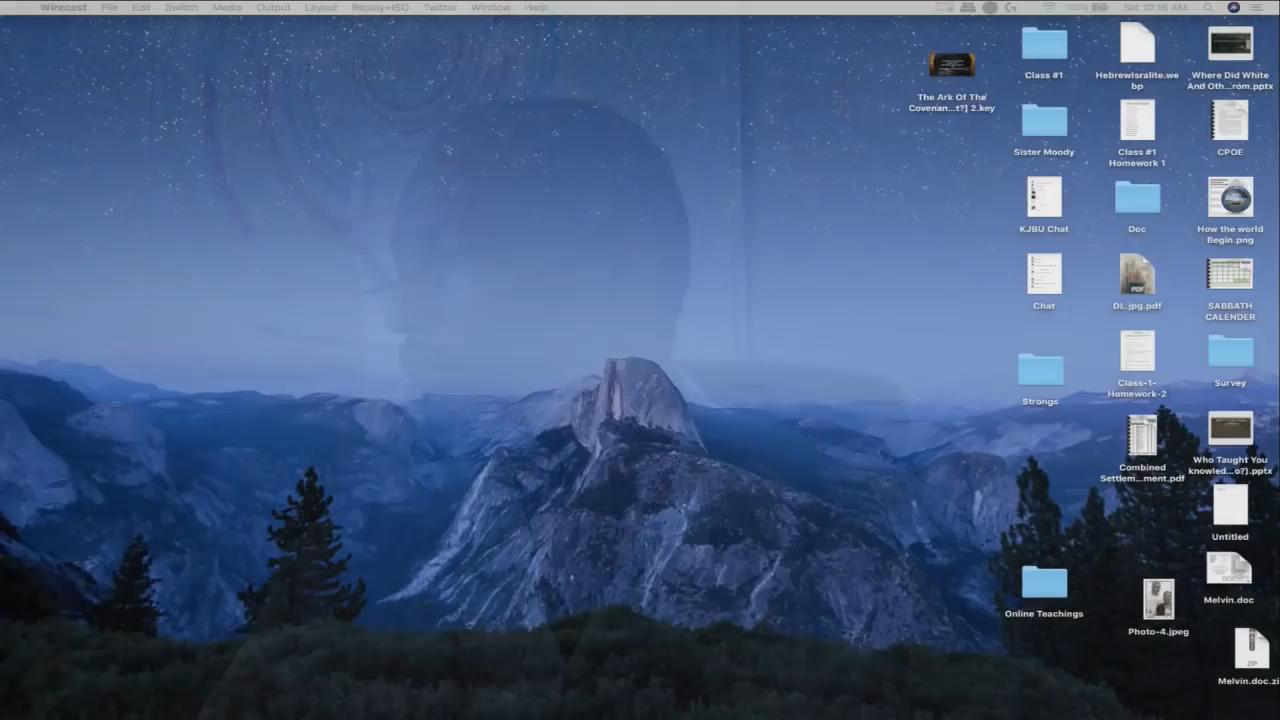 Wirecast File Edit Switch Media Output Layout Replay+ISO Twitter Window Help 100% Sat 10:16 AM
The Ark Of The
Covenan...t?] 2.key
Class #1
HebrewIsralite.we
bp
Where Did White
And Oth...rom.pptx
Sister Moody
Class #1
Homework 1
CPOE
KJBU Chat
Doc
How the world
Begin.png
Chat
DL.jpg.pdf
SABBATH
CALENDER
Strongs
Class-1-
Homework-2
Survey
Combined
Settlem...ment.pdf
Who Taught You
knowled...o?).pptx
Untitled
Online Teachings
Photo-4.jpeg
Melvin.doc
ZIP
Melvin.doc.zi